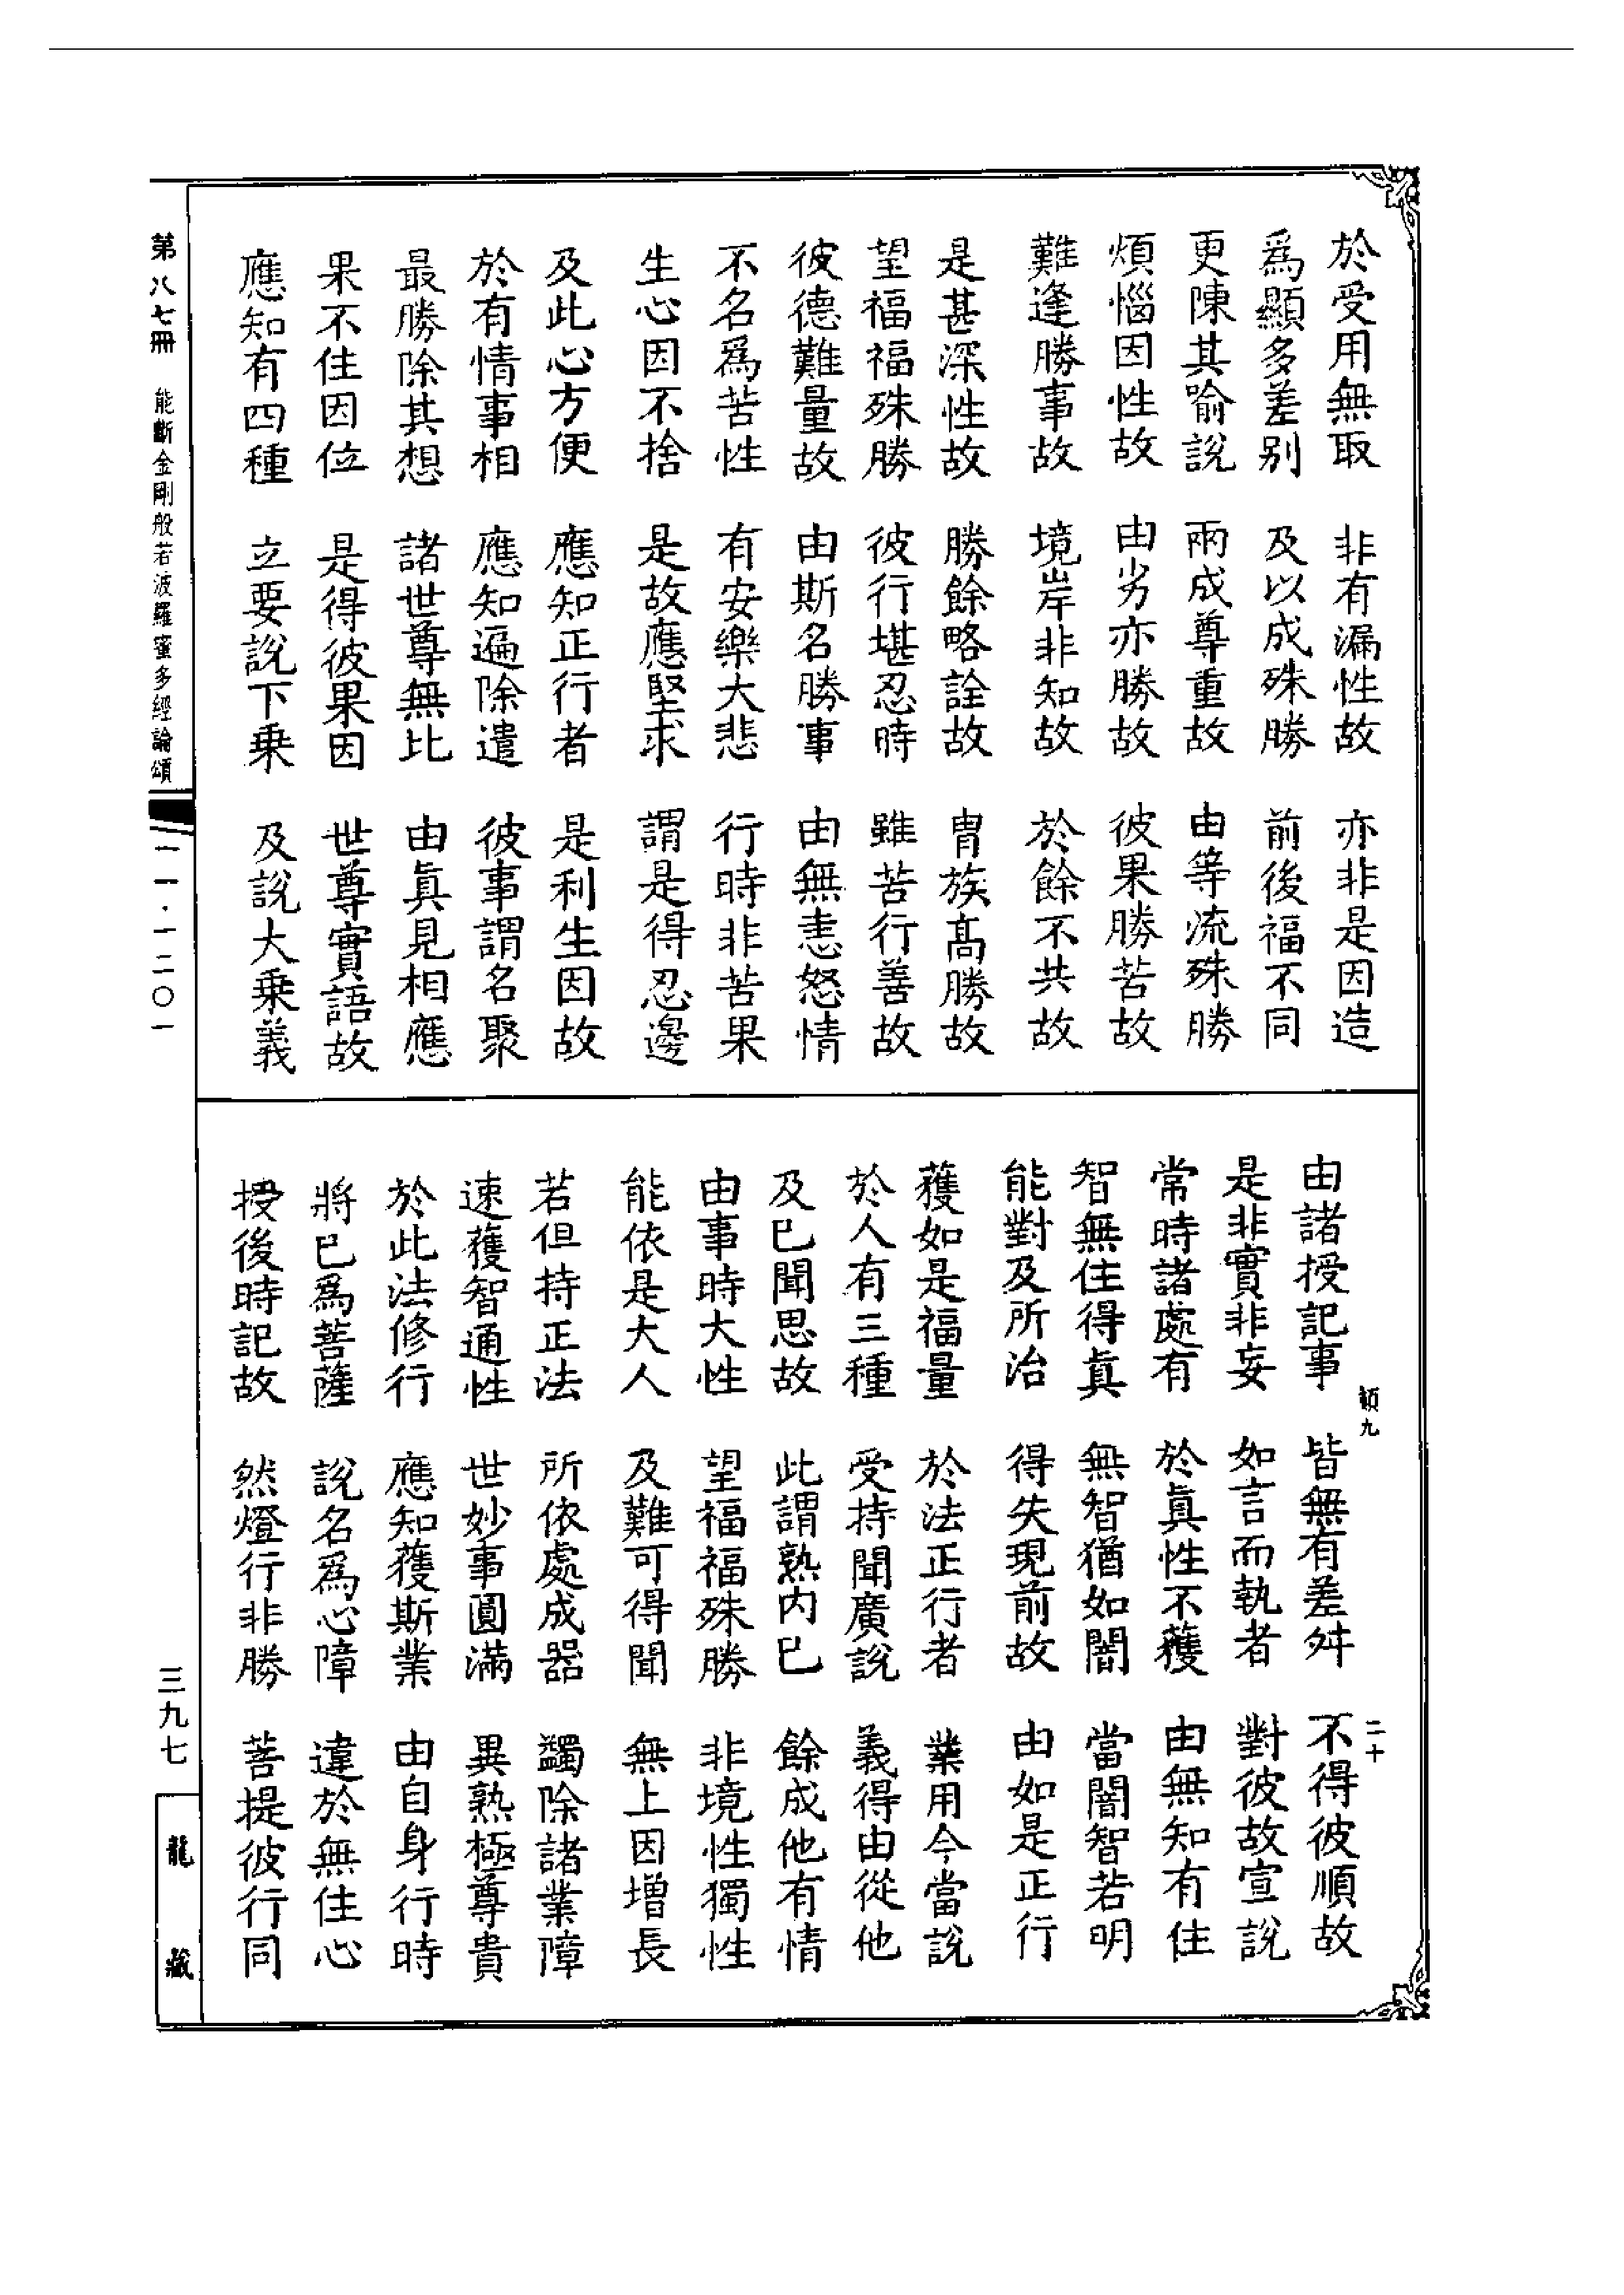 於受用無取　非有漏性故　亦非是因造
為顯多差别　及以成殊勝　前後福不同
更陳其喻說　兩成尊重故　由等流殊勝
煩惱因性故　由劣亦勝故　彼果勝苦故
難逢勝事故　境岸非知故　於餘不共故
是甚深性故　勝餘略詮故　胄族髙勝故
望福福殊勝　彼行堪忍時　雖苦行善故
彼德難量故　由斯名勝事　由無恚怒情
不名爲苦性　有安樂大悲　行時非苦果
生心因不捨　是故應堅求　謂是得忍邊
及此心方便　應知正行者　是利生因故
於有情事相　應知遍除遣　彼事謂名聚
最勝除其想　諸世尊無比　由眞見相應
果不住因位　是得彼果因　世尊實語故
應知有四種　立要說下乗　及說大乗義
第八七冊　能斷金剛般若波羅蜜多經論頌
一一·一二〇一
由諸授記事　皆無有差舛　不得彼順故
是非實非妄　如言而執者　對彼故宣說
常時諸處有　於眞性不獲　由無知有住
智無住得眞　無智猶如闇　當闇智若明
能對及所治　得失現前故　由如是正行
獲如是福量　於法正行者　業用今當說
於人有三種　受持聞廣說　義得由從他
及已聞思故　此謂熟内已　餘成他有情
由事時大性　望福福殊勝　非境性獨性
能依是大人　及難可得聞　無上因增長
若但持正法　所依處成器　蠲除諸業障
速獲智通性　世妙事圓滿　異熟極尊貴
於此法修行　應知獲斯業　由自身行時
將已爲菩薩　說名爲心障　違於無住心
授後時記故　然燈行非勝　菩提彼行同
二十
三九七
龍藏